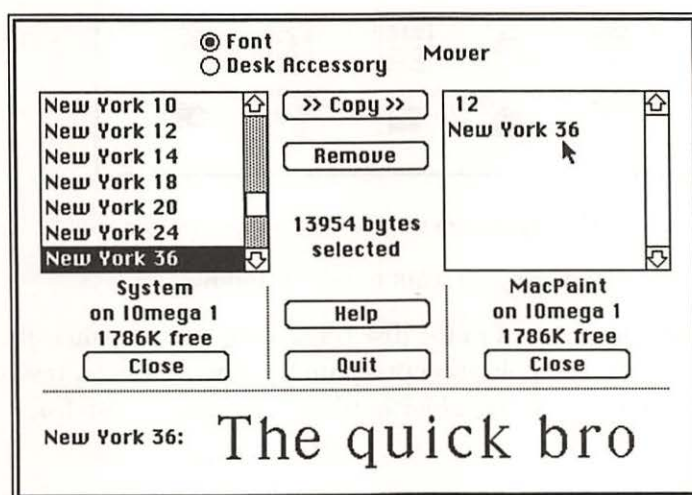 Font
Desk Accessory
Mover
New York 10
New York 12
New York 14
New York 18
New York 20
New York 24
New York 36
>> Copy >>
Remove
13954 bytes
selected
12
New York 36
System
on IOmega 1
1786K free
Close
Help
Quit
MacPaint
on IOmega 1
1786K free
Close
New York 36:
The quick bro